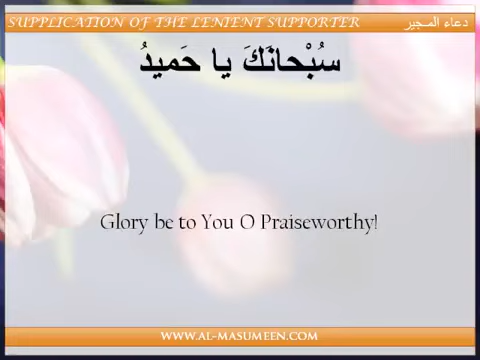 SUPPLICATION OF THE LENIENT SUPPORTER دعاء المجير
سُبْحانَكَ يا حَميدُ
Glory be to You O Praiseworthy!
WWW.AL-MASUMEEN.COM